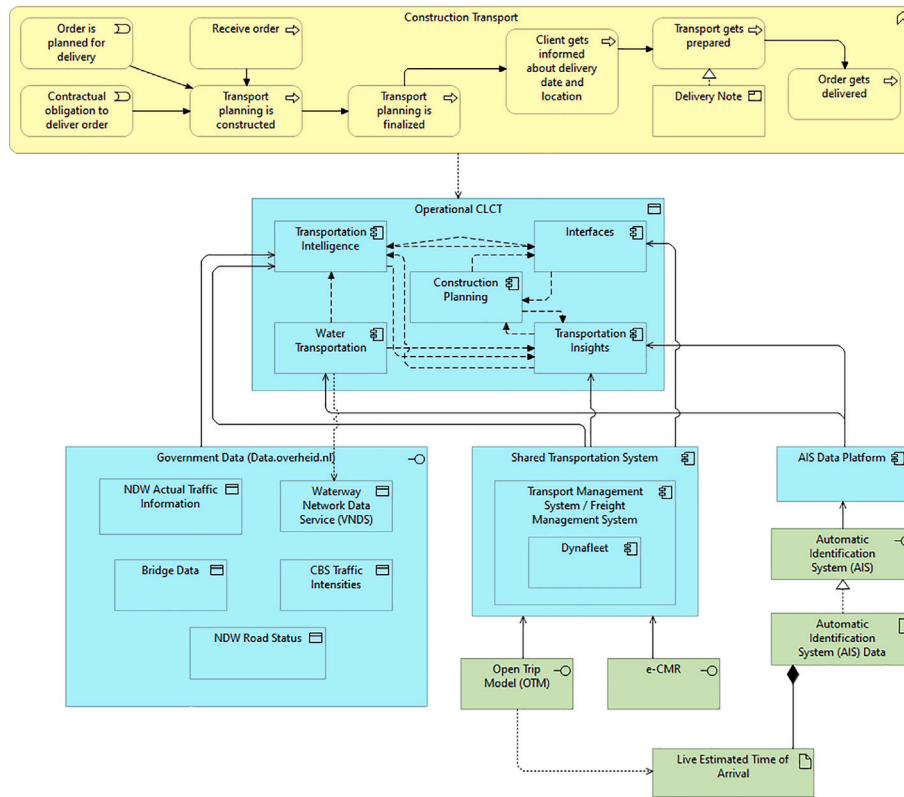 Construction Transport
Order is
planned for
delivery
Receive order
Client gets
informed
about delivery
date and
location
Transport gets
prepared
Contractual
obligation to
deliver order
Transport
planning is
constructed
Transport
planning is
finalized
Delivery Note
Order gets
delivered
Operational CLCT
Transportation
Intelligence
Interfaces
Construction
Planning
Water
Transportation
Transportation
Insights
Government Data (Data.overheid.nl)
NDW Actual Traffic
Information
Waterway
Network Data
Service (VNDS)
Bridge Data
CBS Traffic
Intensities
NDW Road Status
Shared Transportation System
Transport Management
System / Freight
Management System
Dynafleet
AIS Data Platform
Automatic
Identification
System (AIS)
Automatic
Identification
System (AIS) Data
Open Trip
Model (OTM)
e-CMR
Live Estimated Time of
Arrival